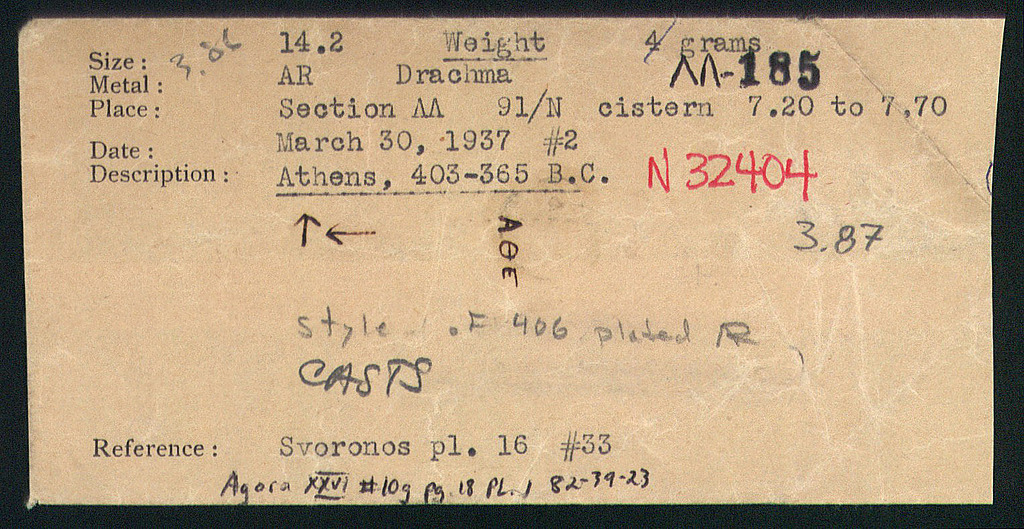 Size: 14.2 Weight 4 grams
Metal: AR Drachma ΛΛ-185
Place: Section ΛΛ 91/N cistern 7.20 to 7.70
Date: March 30, 1937 #2
Description: Athens, 403-365 B.C. N 32404
↑← ΑΘΕ 3.87
style .F 406 plated AR
CASTS
Reference: Svoronos pl. 16 #33
Agora XXVI #10g pg. 18 PL. 1 82-39-23